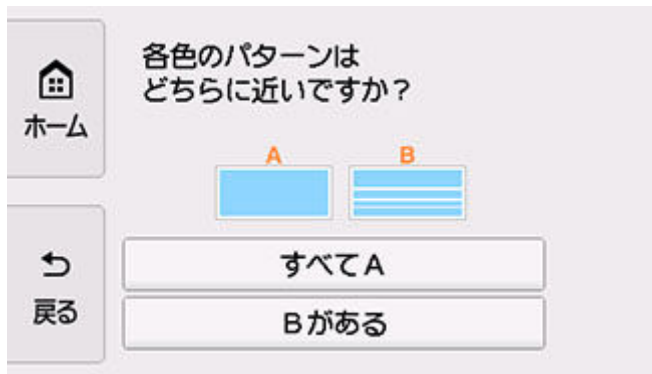 各色のパターンは
どちらに近いですか？
ホーム
A B
すべてA
戻る
Bがある